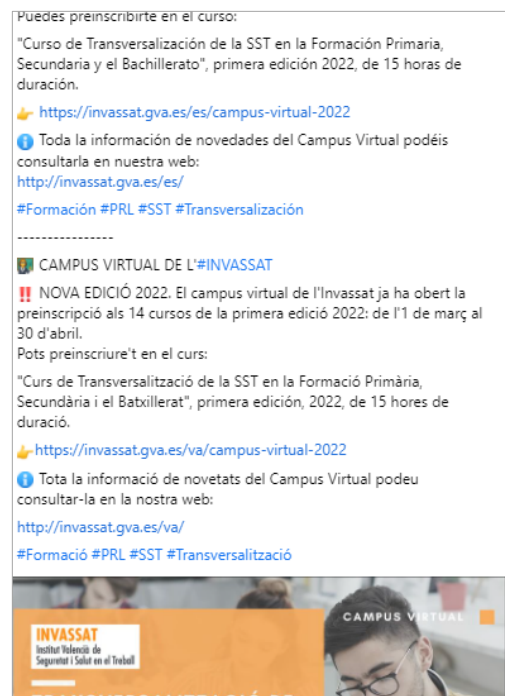 Puedes preinscribirte en el curso:
"Curso de Transversalización de la SST en la Formación Primaria,
Secundaria y el Bachillerato", primera edición 2022, de 15 horas de
duración.
👉 https://invassat.gva.es/es/campus-virtual-2022
ℹ️ Toda la información de novedades del Campus Virtual podéis
consultarla en nuestra web:
http://invassat.gva.es/es/
#Formación #PRL #SST #Transversalización
----------------
👩‍🏫 CAMPUS VIRTUAL DE L'#INVASSAT
‼️ NOVA EDICIÓ 2022. El campus virtual de l'Invassat ja ha obert la
preinscripció als 14 cursos de la primera edició 2022: de l'1 de març al
30 d'abril.
Pots preinscriure't en el curs:
"Curs de Transversalització de la SST en la Formació Primària,
Secundària i el Batxillerat", primera edición, 2022, de 15 hores de
duració.
👉https://invassat.gva.es/va/campus-virtual-2022
ℹ️ Tota la informació de novetats del Campus Virtual podeu
consultar-la en la nostra web:
http://invassat.gva.es/va/
#Formació #PRL #SST #Transversalització
CAMPUS VIRTUAL
INVASSAT
Institut Valencià de
Seguretat i Salut en el Treball